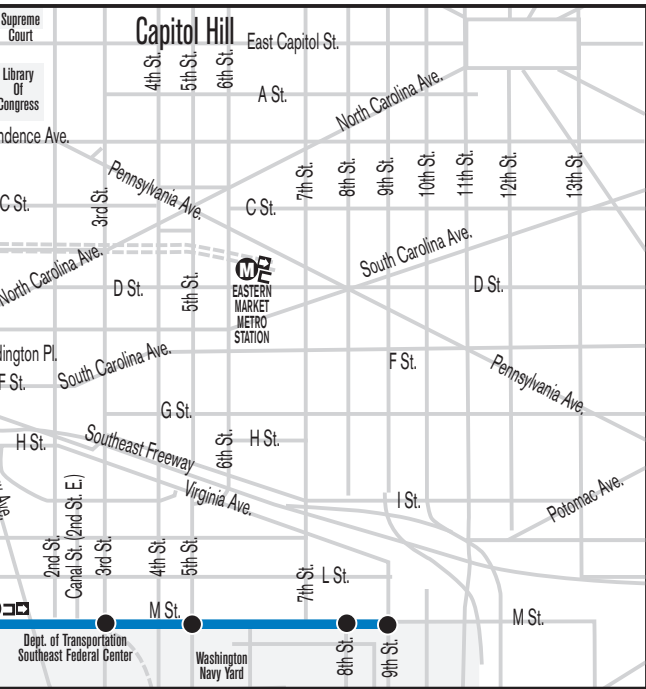 Supreme
Court
Capitol Hill
East Capitol St.
4th St.
5th St.
6th St.
Library
Of
Congress
A St.
North Carolina Ave.
ndence Ave.
Pennsylvania Ave.
7th St.
8th St.
9th St.
10th St.
11th St.
12th St.
13th St.
C St.
3rd St.
C St.
South Carolina Ave.
North Carolina Ave.
M
D St.
5th St.
D St.
EASTERN
MARKET
METRO
STATION
dington Pl.
F St.
South Carolina Ave.
F St.
Pennsylvania Ave.
G St.
H St.
Southeast Freeway
6th St.
H St.
Virginia Ave.
I St.
Potomac Ave.
Ave.
2nd St.
Canal St. (2nd St. E.)
3rd St.
4th St.
5th St.
7th St.
L St.
M St.
M St.
Dept. of Transportation
Southeast Federal Center
Washington
Navy Yard
8th St.
9th St.